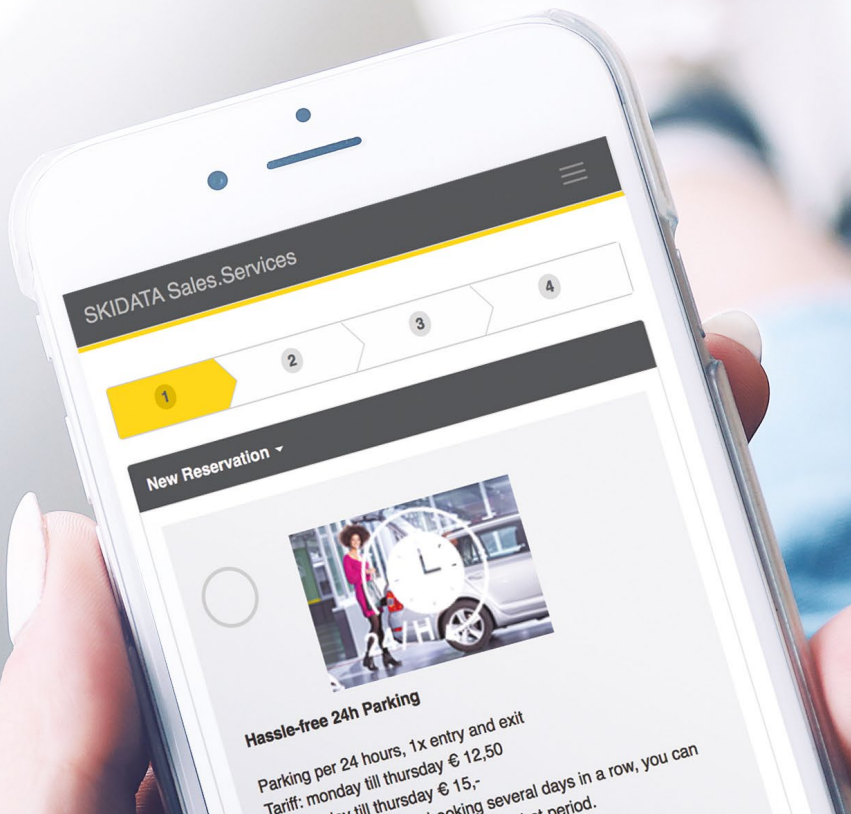 SKIDATA Sales.Services
1
2
3
4
New Reservation
24/H
Hassle-free 24h Parking
Parking per 24 hours, 1x entry and exit
Tariff: monday till thursday € 12,50
till thursday € 15,-
booking several days in a row, you can
period.